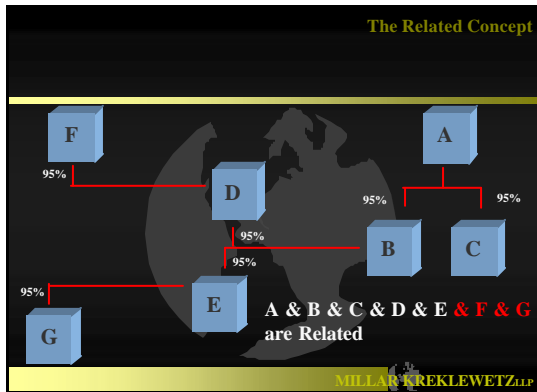 The Related Concept
F
A
95%
D
95%
95%
B
C
95%
95%
95%
E
G
A & B & C & D & E & F & G
are Related
MILLAR KREKLEWETZ LLP